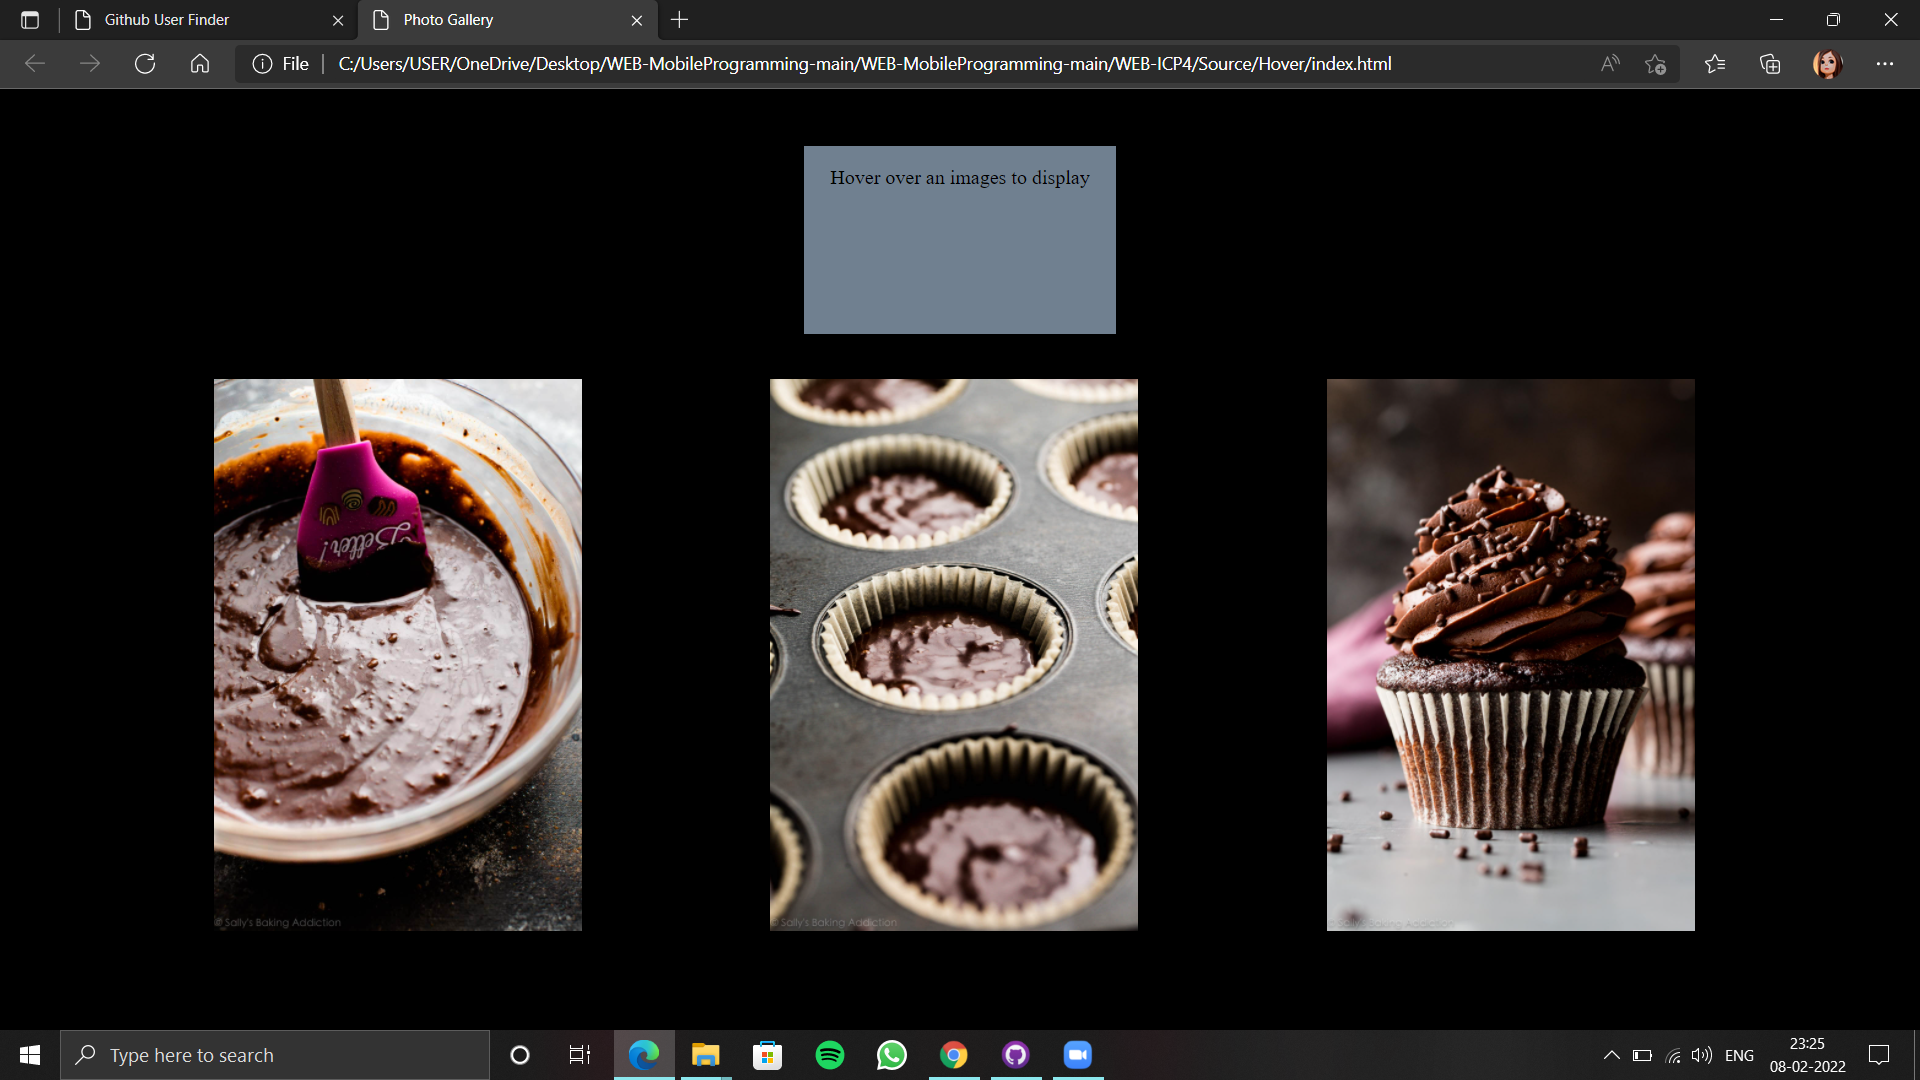 Github User Finder
Photo Gallery
File
C:/Users/USER/OneDrive/Desktop/WEB-MobileProgramming-main/WEB-MobileProgramming-main/WEB-ICP4/Source/Hover/index.html
Hover over an images to display
Better!
© Sally's Baking Addiction
© Sally's Baking Addiction
© Sally's Baking Addiction
Type here to search
ENG
23:25
08-02-2022